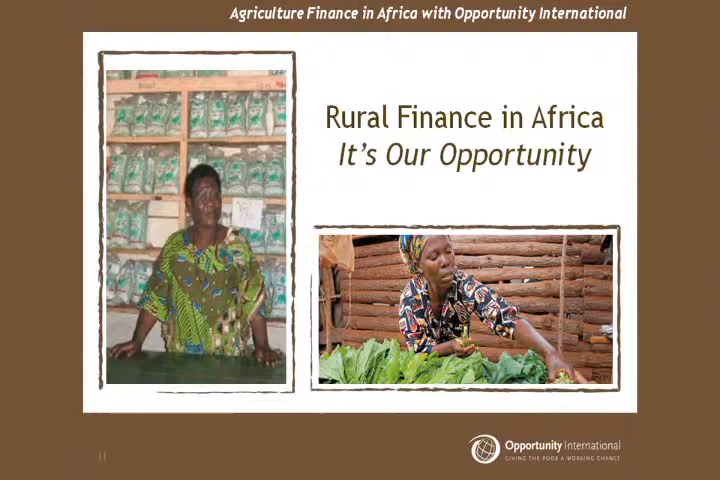 Agriculture Finance in Africa with Opportunity International
Rural Finance in Africa
It's Our Opportunity
Opportunity International
GIVING THE POOR A WORKING CHANCE